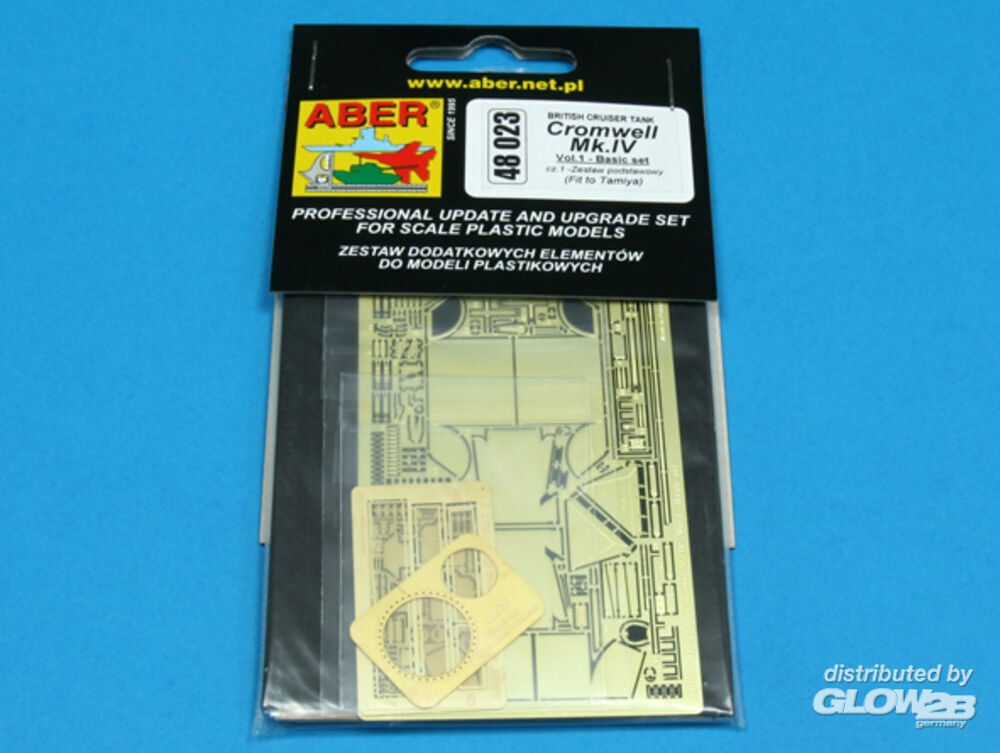 www.aber.net.pl
ABER®
SINCE 1995
48 023
BRITISH CRUISER TANK
Cromwell
Mk.IV
Vol.1 - Basic set
cz.1 -Zestaw podstawowy
(Fit to Tamiya)
PROFESSIONAL UPDATE AND UPGRADE SET
FOR SCALE PLASTIC MODELS
ZESTAW DODATKOWYCH ELEMENTÓW
DO MODELI PLASTIKOWYCH
distributed by
GLOW2B
germany